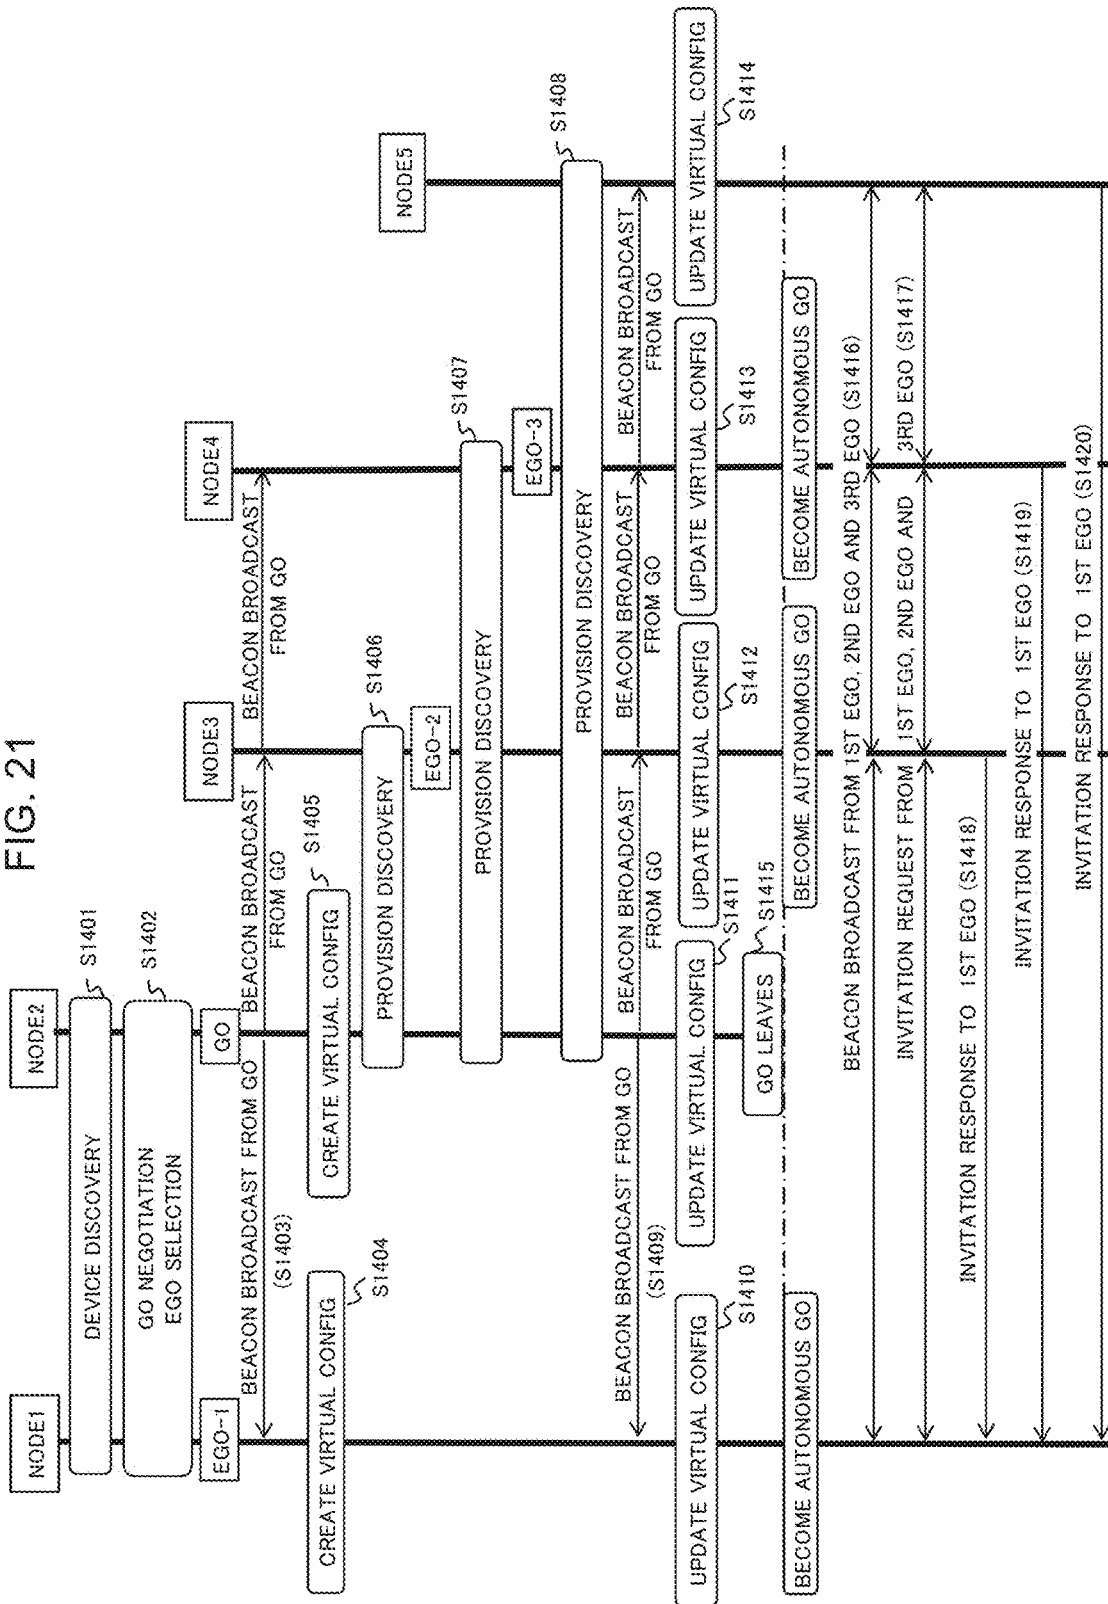 FIG. 21
NODE1
NODE2
DEVICE DISCOVERY
S1401
GO NEGOTIATION
EGO SELECTION
S1402
NODE3
NODE4
EGO-1
GO
BEACON BROADCAST FROM GO
(S1403)
BEACON BROADCAST
FROM GO
BEACON BROADCAST
FROM GO
CREATE VIRTUAL CONFIG
S1404
CREATE VIRTUAL CONFIG
S1405
PROVISION DISCOVERY
S1406
EGO-2
NODE5
PROVISION DISCOVERY
S1407
EGO-3
PROVISION DISCOVERY
S1408
BEACON BROADCAST FROM GO
(S1409)
BEACON BROADCAST
FROM GO
BEACON BROADCAST
FROM GO
BEACON BROADCAST
FROM GO
UPDATE VIRTUAL CONFIG
S1410
UPDATE VIRTUAL CONFIG
S1411
UPDATE VIRTUAL CONFIG
S1412
UPDATE VIRTUAL CONFIG
S1413
UPDATE VIRTUAL CONFIG
S1414
GO LEAVES
S1415
BECOME AUTONOMOUS GO
BECOME AUTONOMOUS GO
BECOME AUTONOMOUS GO
BEACON BROADCAST FROM 1ST EGO, 2ND EGO AND 3RD EGO (S1416)
INVITATION REQUEST FROM 1ST EGO, 2ND EGO AND 3RD EGO (S1417)
INVITATION RESPONSE TO 1ST EGO (S1418)
INVITATION RESPONSE TO 1ST EGO (S1419)
INVITATION RESPONSE TO 1ST EGO (S1420)